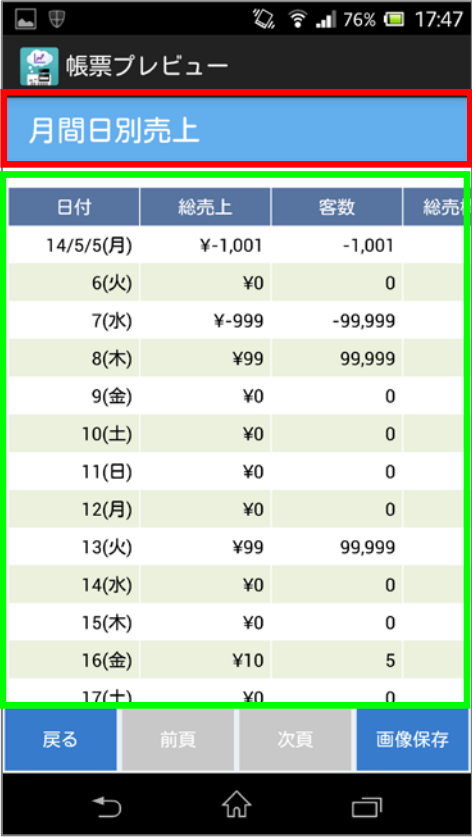 76% 17:47
帳票プレビュー
月間日別売上
日付 総売上 客数 総売
14/5/5(月) ¥-1,001 -1,001
6(火) ¥0 0
7(水) ¥-999 -99,999
8(木) ¥99 99,999
9(金) ¥0 0
10(土) ¥0 0
11(日) ¥0 0
12(月) ¥0 0
13(火) ¥99 99,999
14(水) ¥0 0
15(木) ¥0 0
16(金) ¥10 5
17(土) ¥0 0
戻る 前頁 次頁 画像保存